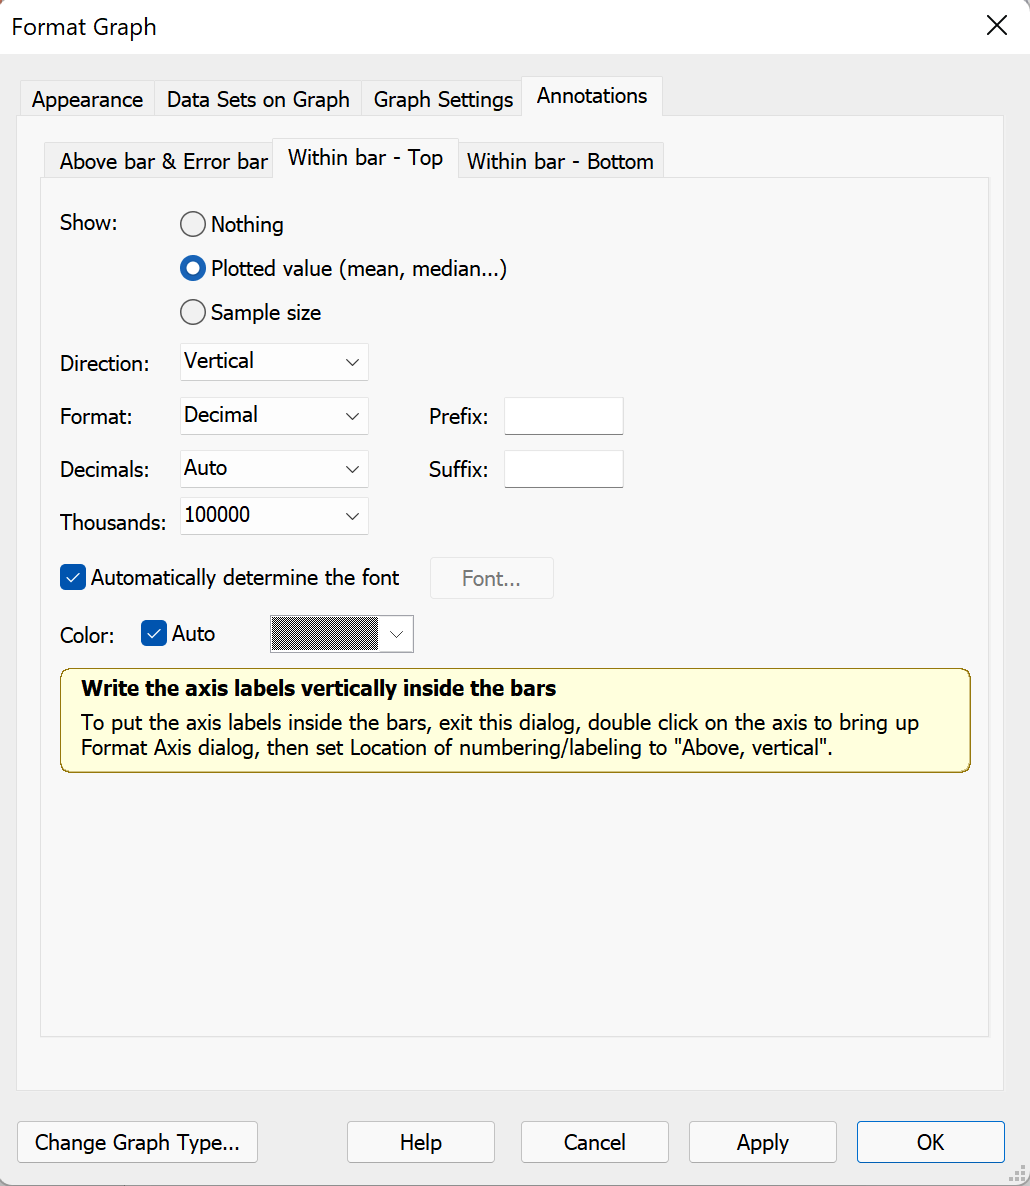 Format Graph
Appearance Data Sets on Graph Graph Settings Annotations
Above bar & Error bar Within bar - Top Within bar - Bottom
Show: Nothing
Plotted value (mean, median...)
Sample size
Direction: Vertical
Format: Decimal Prefix:
Decimals: Auto Suffix:
Thousands: 100000
Automatically determine the font Font...
Color: Auto
Write the axis labels vertically inside the bars
To put the axis labels inside the bars, exit this dialog, double click on the axis to bring up
Format Axis dialog, then set Location of numbering/labeling to "Above, vertical".
Change Graph Type... Help Cancel Apply OK